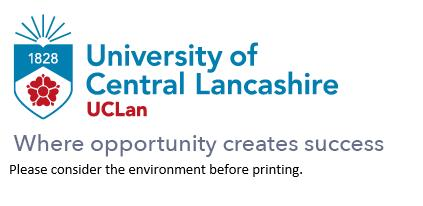 1828
University of
Central Lancashire
UCLan
Where opportunity creates success
Please consider the environment before printing.